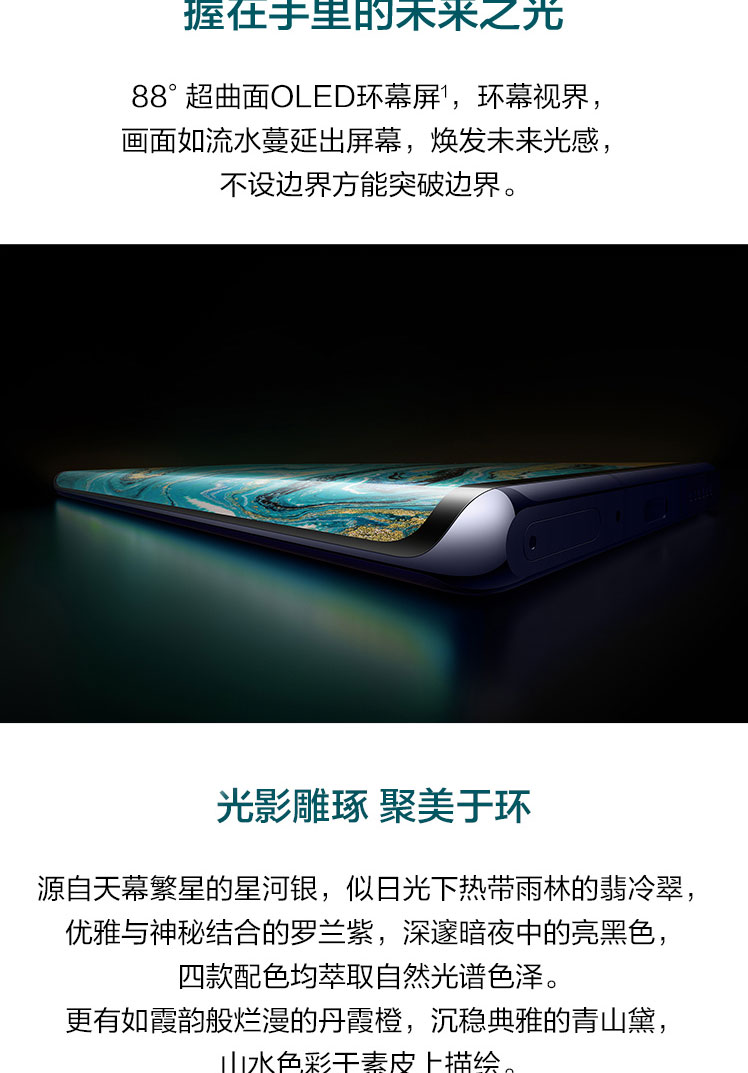 握在手里的未来之光
88° 超曲面OLED环幕屏¹，环幕视界，
画面如流水蔓延出屏幕，焕发未来光感，
不设边界方能突破边界。
光影雕琢 聚美于环
源自天幕繁星的星河银，似日光下热带雨林的翡冷翠，
优雅与神秘结合的罗兰紫，深邃暗夜中的亮黑色，
四款配色均萃取自然光谱色泽。
更有如霞韵般烂漫的丹霞橙，沉稳典雅的青山黛，
山水色彩于素皮上描绘。